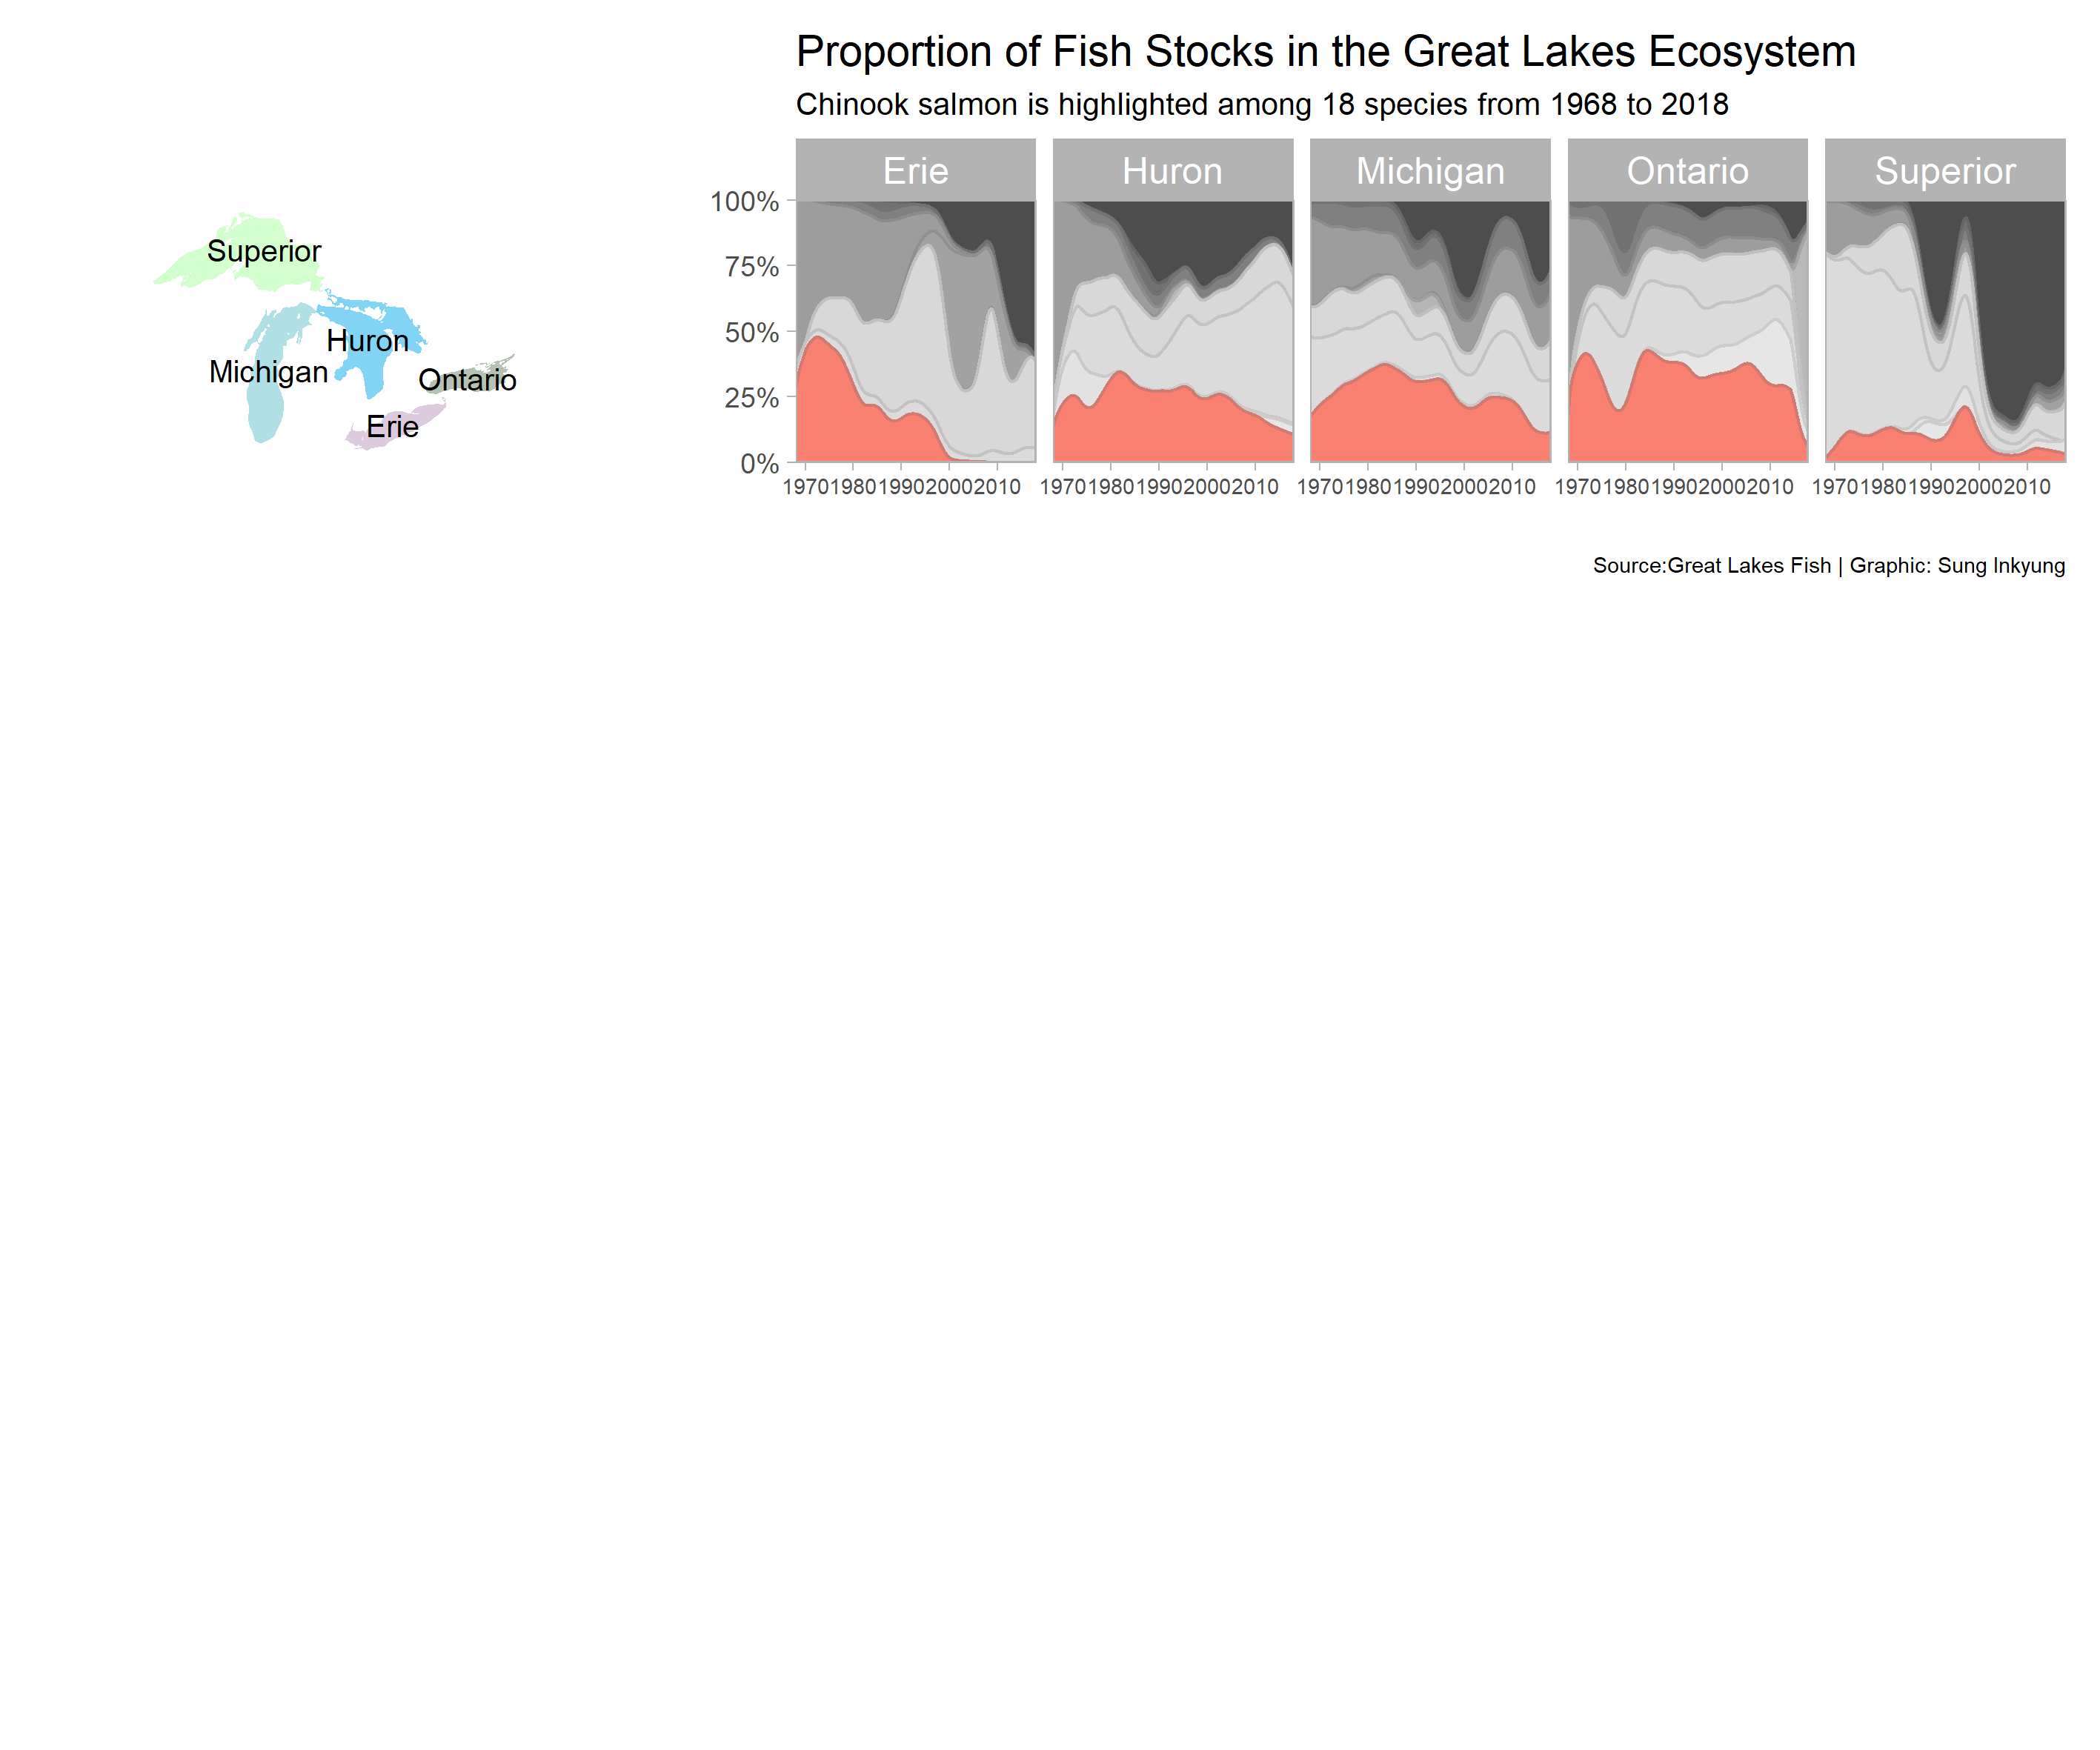 Proportion of Fish Stocks in the Great Lakes Ecosystem
Chinook salmon is highlighted among 18 species from 1968 to 2018
Erie Huron Michigan Ontario Superior
100%
75%
50%
25%
0%
1970 1980 1990 2000 2010 1970 1980 1990 2000 2010 1970 1980 1990 2000 2010 1970 1980 1990 2000 2010 1970 1980 1990 2000 2010
Superior
Huron
Michigan
Ontario
Erie
Source:Great Lakes Fish | Graphic: Sung Inkyung